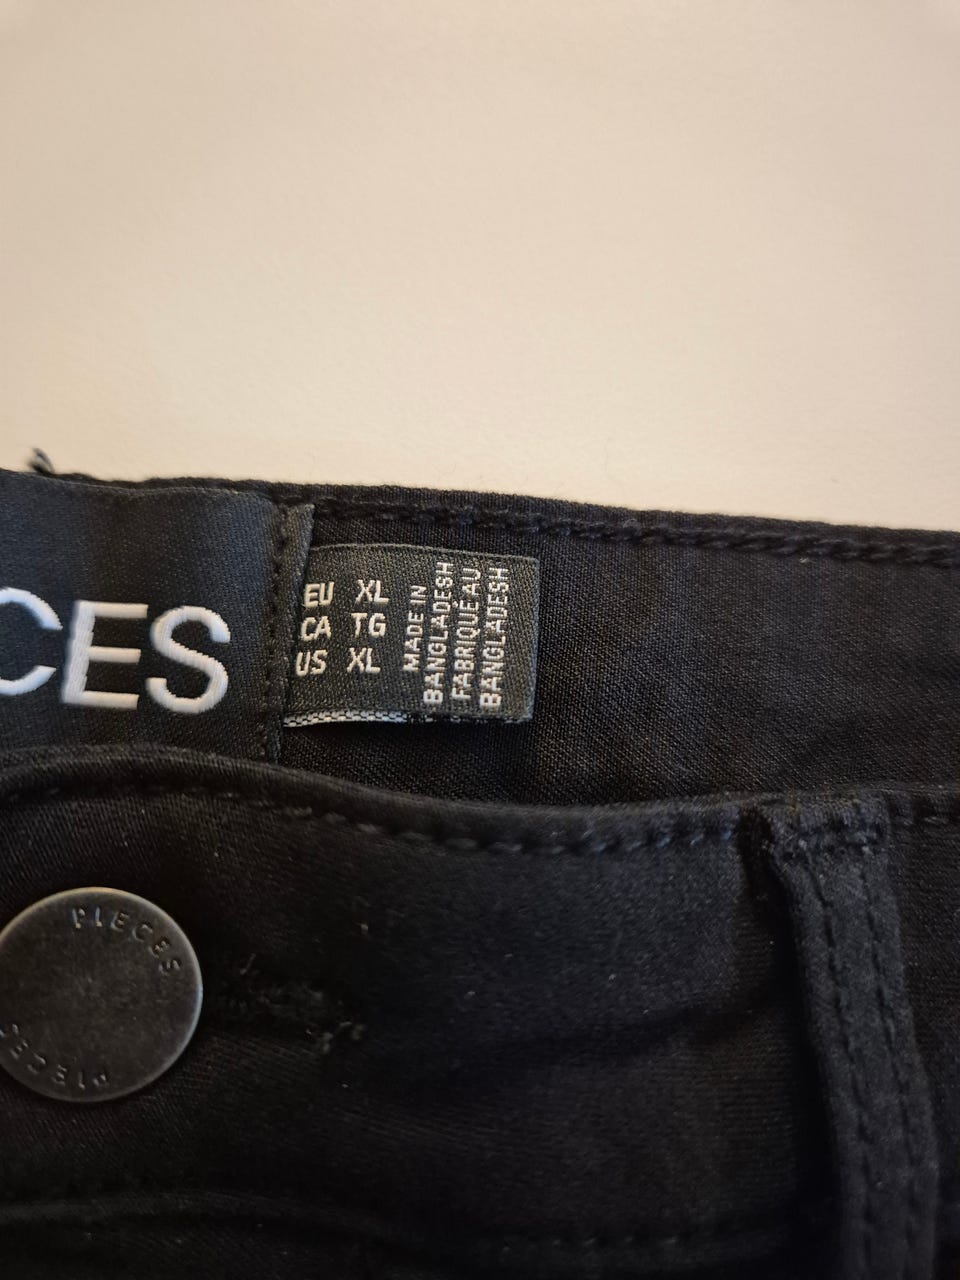 CES
EU XL
CA TG
US XL
MADE IN
BANGLADESH
FABRIQUÉ AU
BANGLADESH
PIECES
PIECES